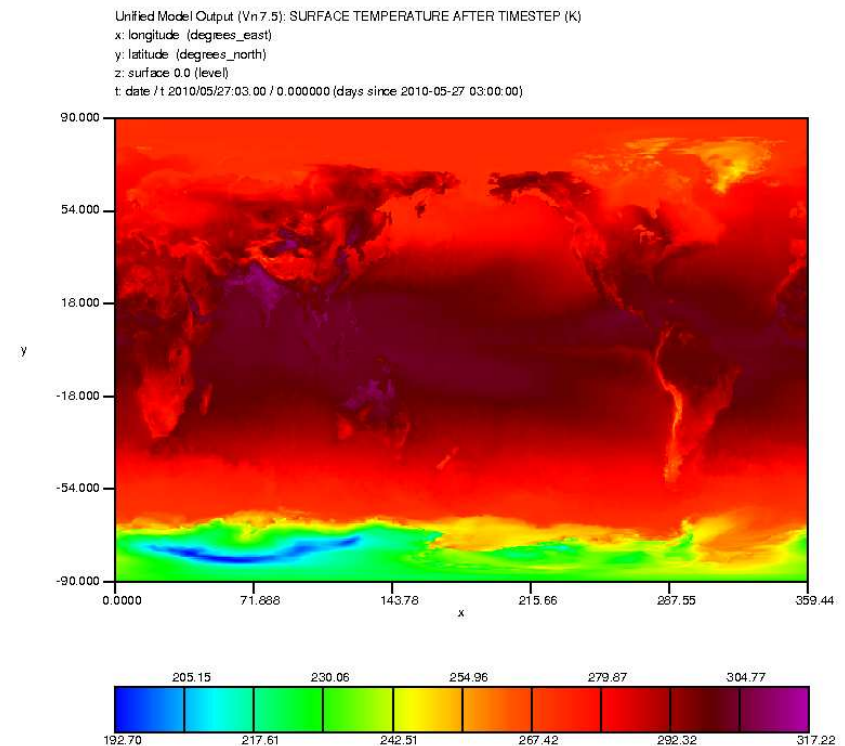 Unified Model Output (Vn 7.5): SURFACE TEMPERATURE AFTER TIMESTEP (K)
x: longitude (degrees_east)
y: latitude (degrees_north)
z: surface 0.0 (level)
t: date / t 2010/05/27:03.00 / 0.000000 (days since 2010-05-27 03:00:00)
90.000
54.000
18.000
y
-18.000
-54.000
-90.000
0.0000 71.888 143.78 215.66 287.55 359.44
x
205.15 230.06 254.96 279.87 304.77
192.70 217.61 242.51 267.42 292.32 317.22